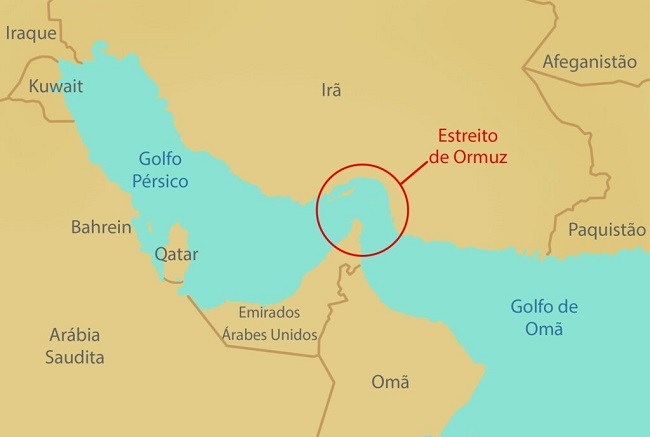 Iraque
Afeganistão
Kuwait
Irã
Estreito
de Ormuz
Golfo
Pérsico
Bahrein
Paquistão
Qatar
Golfo de
Omã
Emirados
Árabes Unidos
Arábia
Saudita
Omã